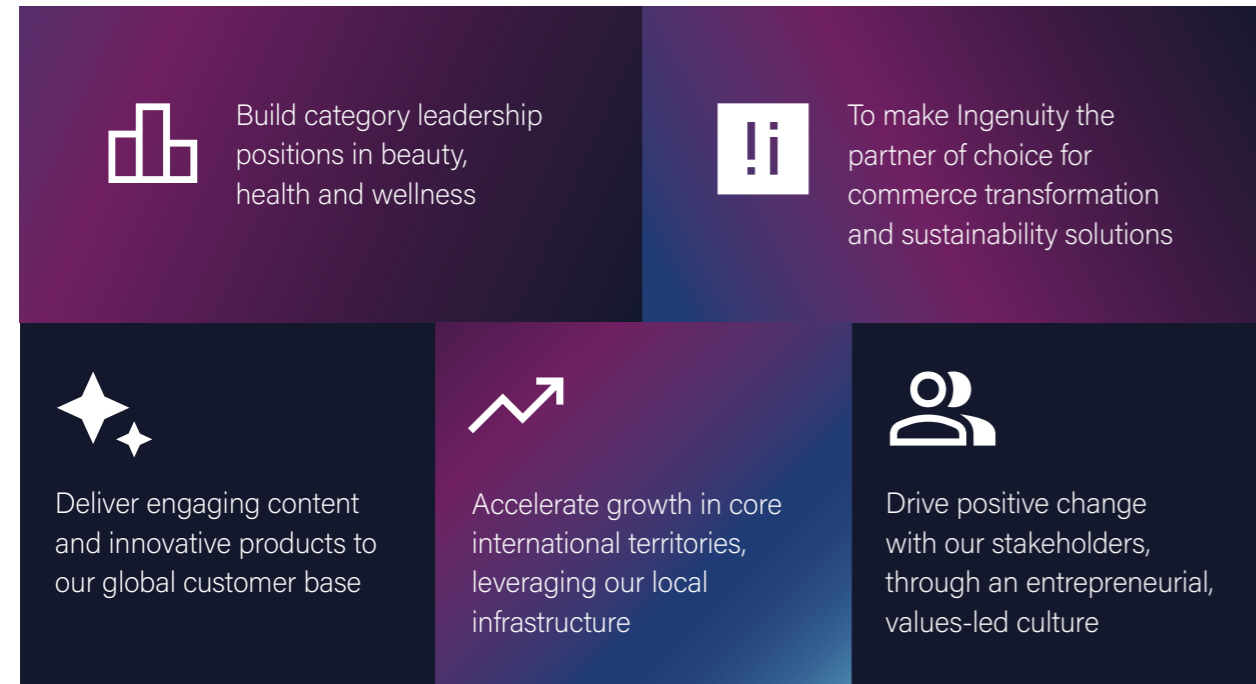 Build category leadership
positions in beauty,
health and wellness
!i
To make Ingenuity the
partner of choice for
commerce transformation
and sustainability solutions
Deliver engaging content
and innovative products to
our global customer base
Accelerate growth in core
international territories,
leveraging our local
infrastructure
Drive positive change
with our stakeholders,
through an entrepreneurial,
values-led culture